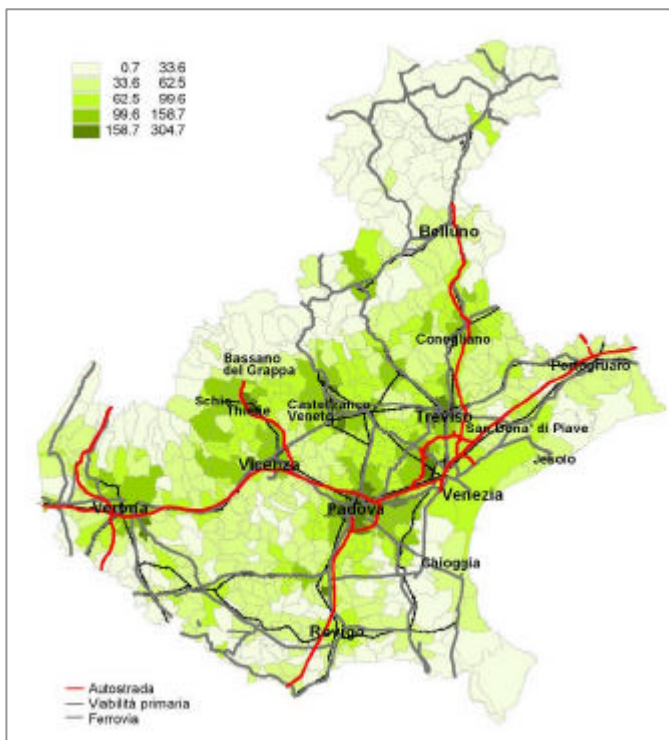 0.7 33.6
33.6 62.5
62.5 99.6
99.6 158.7
158.7 304.7
Belluno
Conegliano
Bassano
del Grappa
Portogruaro
Schio
Thiene
Castelfranco
Veneto
Treviso
San Dona' di Piave
Jesolo
Vicenza
Venezia
Verona
Padova
Chioggia
Rovigo
Autostrada
Viabilità primaria
Ferrovia